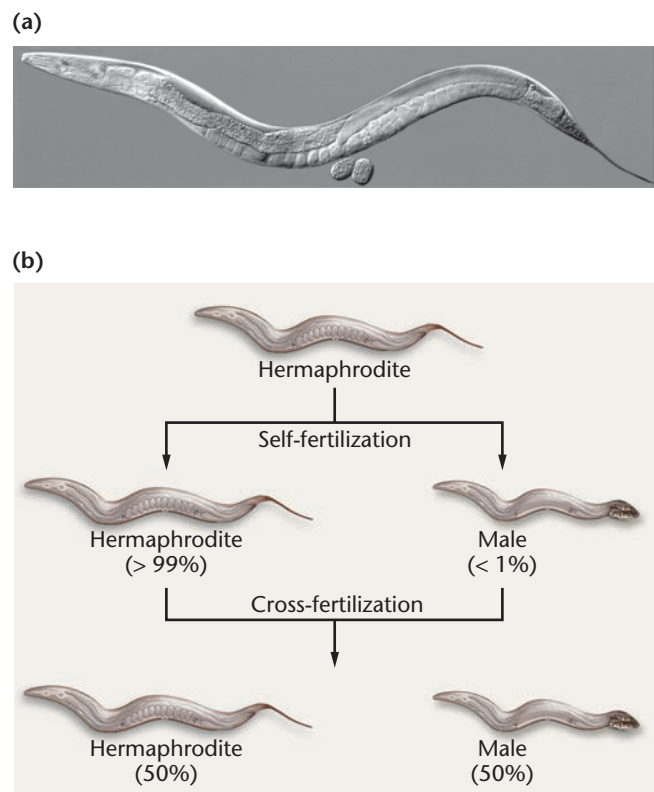 (a)
(b)
Hermaphrodite
Self-fertilization
Hermaphrodite
(> 99%)
Male
(< 1%)
Cross-fertilization
Hermaphrodite
(50%)
Male
(50%)